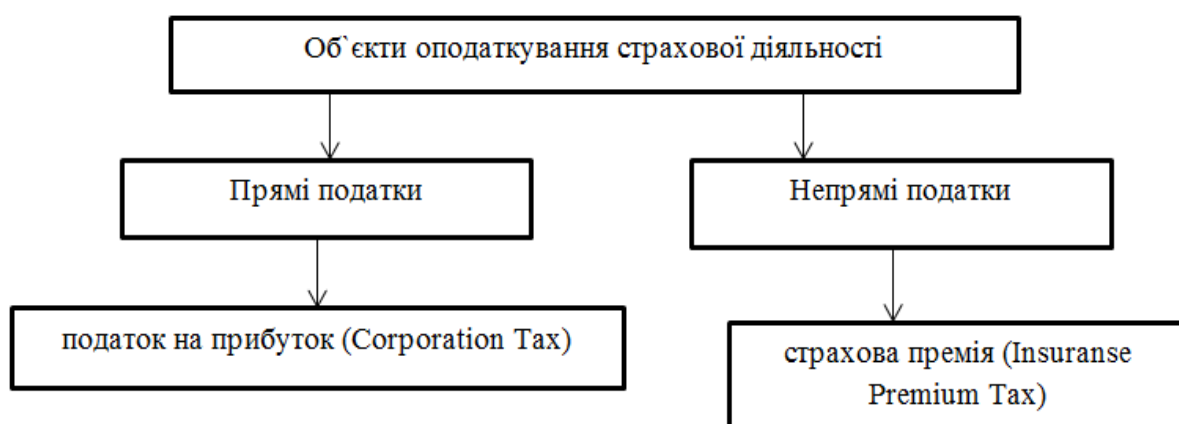 Об`єкти оподаткування страхової діяльності
Прямі податки
Непрямі податки
податок на прибуток (Corporation Tax)
страхова премія (Insuranse
Premium Tax)